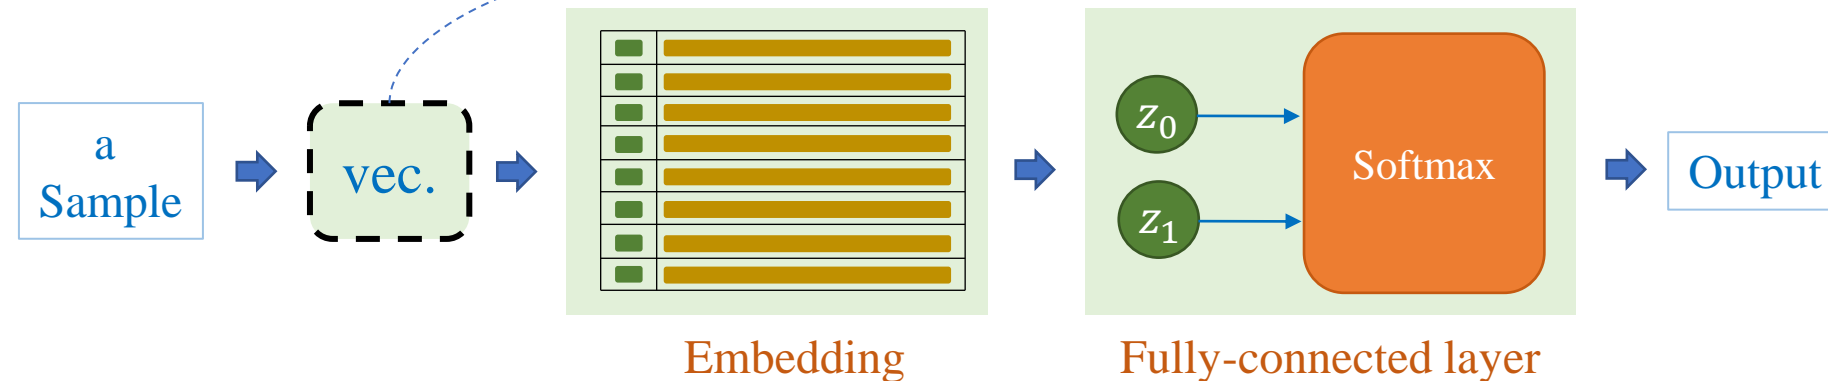 a
Sample
vec.
z₀
z₁
Softmax
Output
Embedding
Fully-connected layer